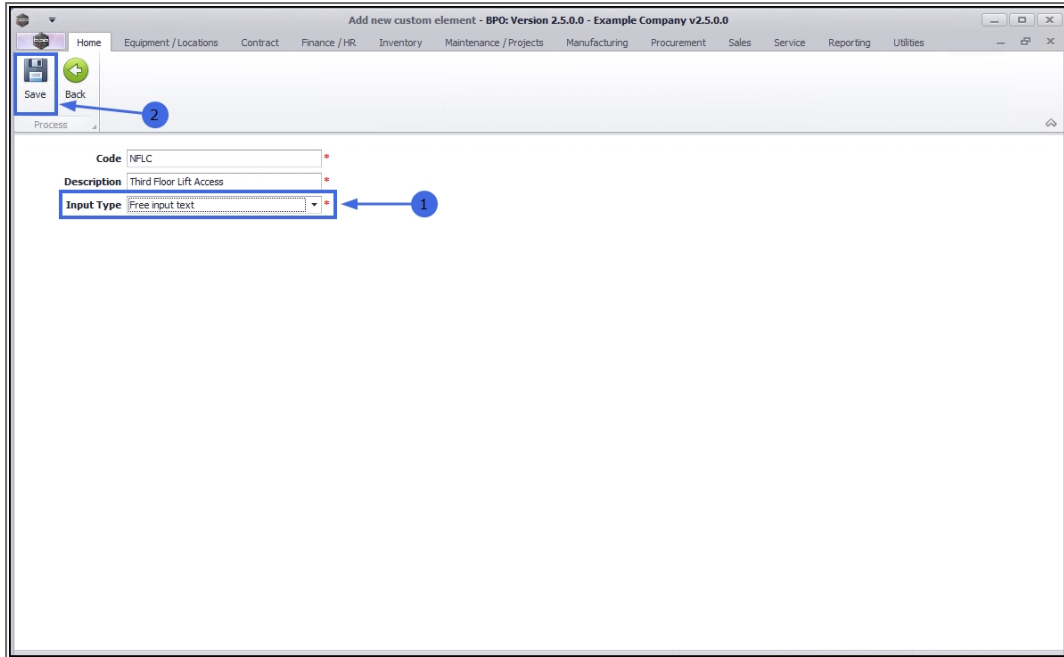 Add new custom element - BPO: Version 2.5.0.0 - Example Company v2.5.0.0
Home Equipment / Locations Contract Finance / HR Inventory Maintenance / Projects Manufacturing Procurement Sales Service Reporting Utilities
Save Back
2
Process
Code NFLC *
Description Third Floor Lift Access *
Input Type Free input text *
1